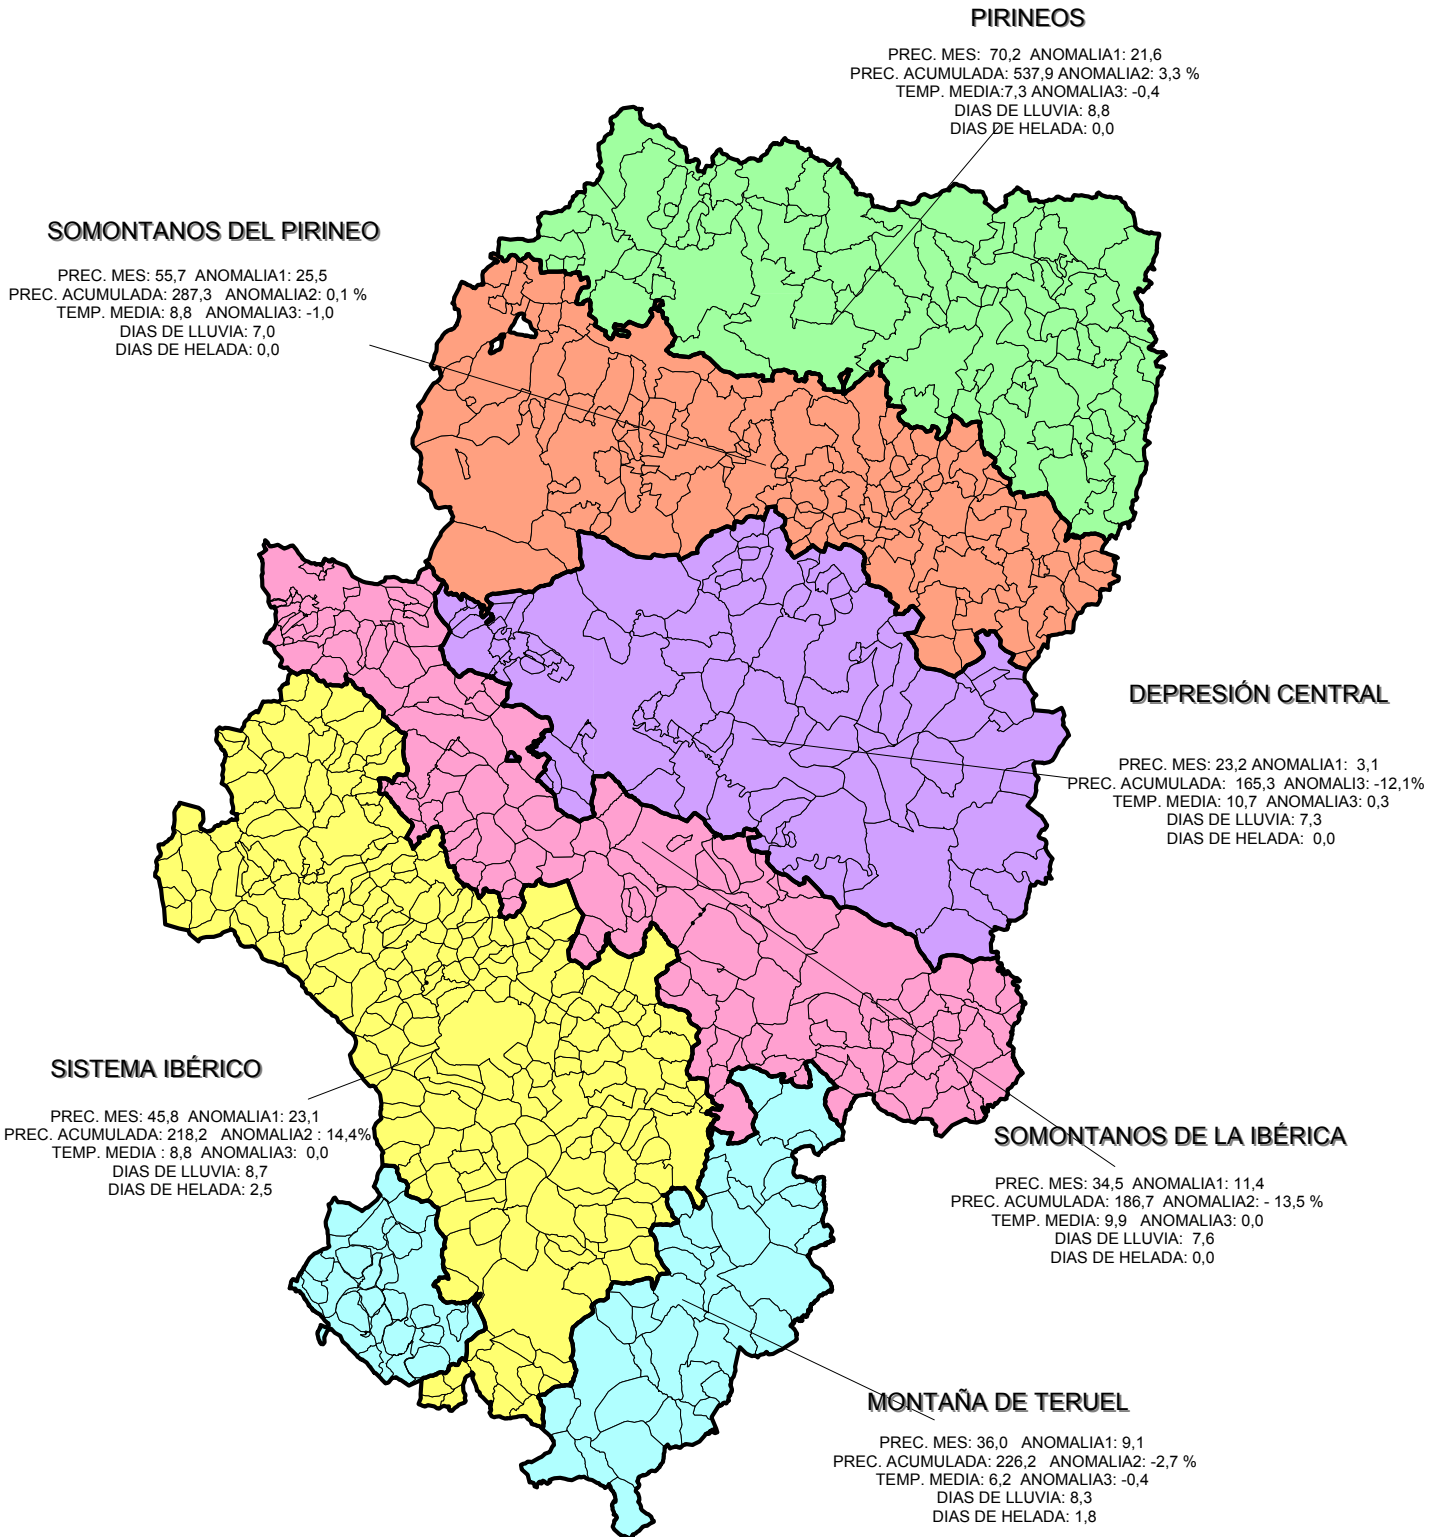 PIRINEOS
PREC. MES: 70,2 ANOMALIA1: 21,6
PREC. ACUMULADA: 537,9 ANOMALIA2: 3,3 %
TEMP. MEDIA:7,3 ANOMALIA3: -0,4
DIAS DE LLUVIA: 8,8
DIAS DE HELADA: 0,0
SOMONTANOS DEL PIRINEO
PREC. MES: 55,7 ANOMALIA1: 25,5
PREC. ACUMULADA: 287,3 ANOMALIA2: 0,1 %
TEMP. MEDIA: 8,8 ANOMALIA3: -1,0
DIAS DE LLUVIA: 7,0
DIAS DE HELADA: 0,0
DEPRESIÓN CENTRAL
PREC. MES: 23,2 ANOMALIA1: 3,1
PREC. ACUMULADA: 165,3 ANOMALI3: -12,1%
TEMP. MEDIA: 10,7 ANOMALIA3: 0,3
DIAS DE LLUVIA: 7,3
DIAS DE HELADA: 0,0
SISTEMA IBÉRICO
PREC. MES: 45,8 ANOMALIA1: 23,1
PREC. ACUMULADA: 218,2 ANOMALIA2 : 14,4%
TEMP. MEDIA : 8,8 ANOMALIA3: 0,0
DIAS DE LLUVIA: 8,7
DIAS DE HELADA: 2,5
SOMONTANOS DE LA IBÉRICA
PREC. MES: 34,5 ANOMALIA1: 11,4
PREC. ACUMULADA: 186,7 ANOMALIA2: - 13,5 %
TEMP. MEDIA: 9,9 ANOMALIA3: 0,0
DIAS DE LLUVIA: 7,6
DIAS DE HELADA: 0,0
MONTAÑA DE TERUEL
PREC. MES: 36,0 ANOMALIA1: 9,1
PREC. ACUMULADA: 226,2 ANOMALIA2: -2,7 %
TEMP. MEDIA: 6,2 ANOMALIA3: -0,4
DIAS DE LLUVIA: 8,3
DIAS DE HELADA: 1,8